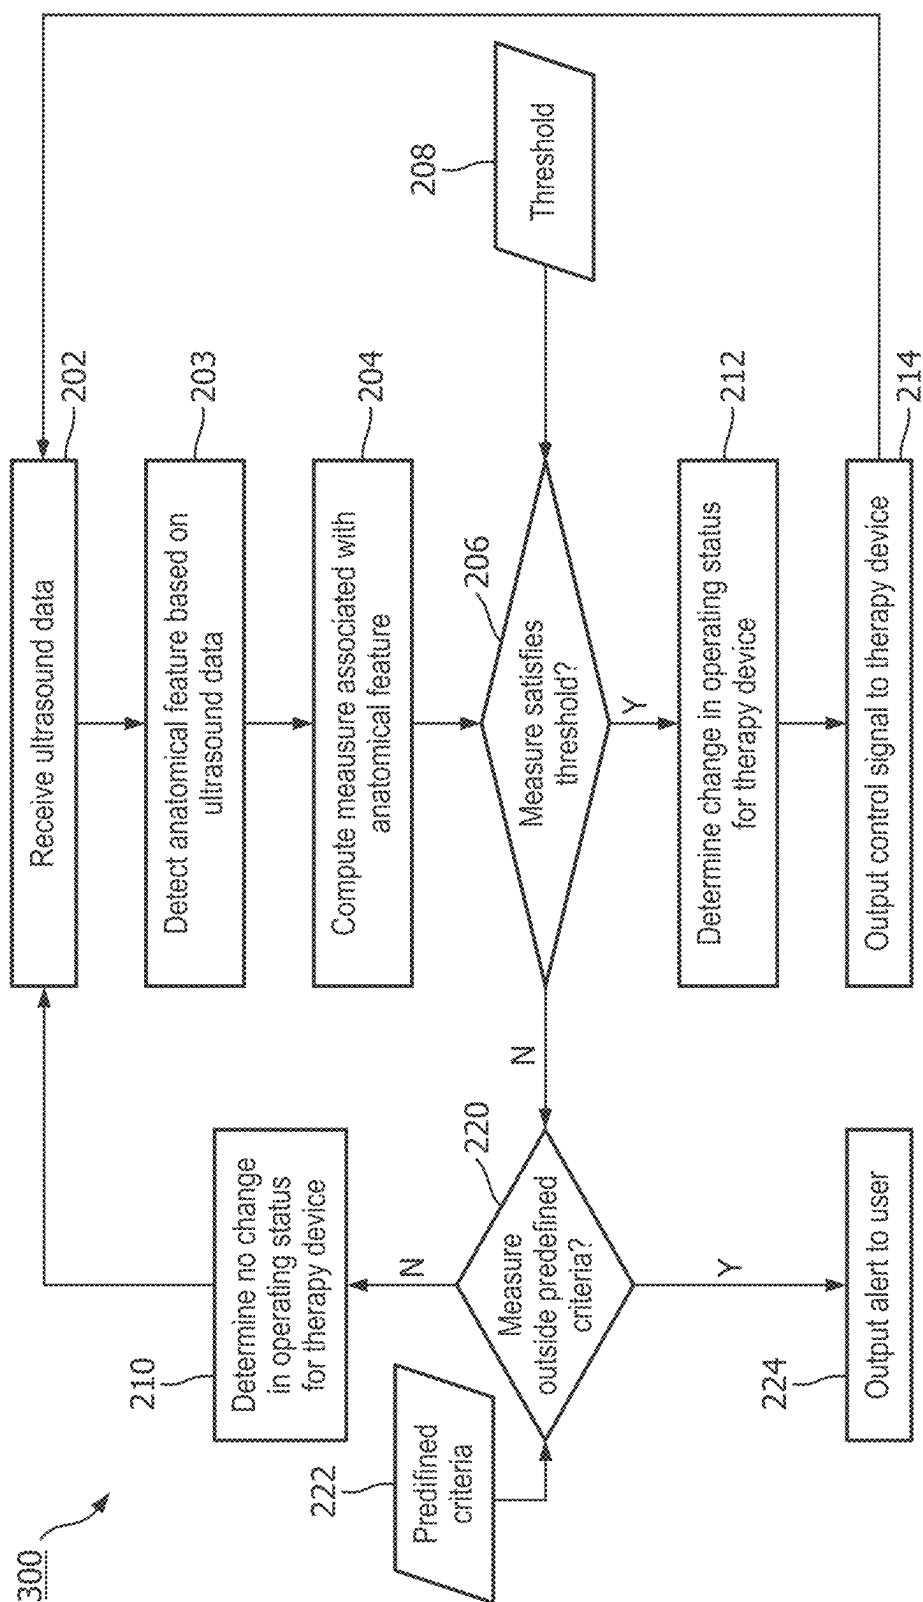 300
202
Receive ultrasound data
203
Detect anatomical feature based on
ultrasound data
204
Compute meausure associated with
anatomical feature
206
Measure satisfies
threshold?
208
Threshold
N
Y
212
Determine change in operating status
for therapy device
214
Output control signal to therapy device
220
Measure
outside predefined
criteria?
222
Predifined
criteria
N
Y
210
Determine no change
in operating status
for therapy device
224
Output alert to user